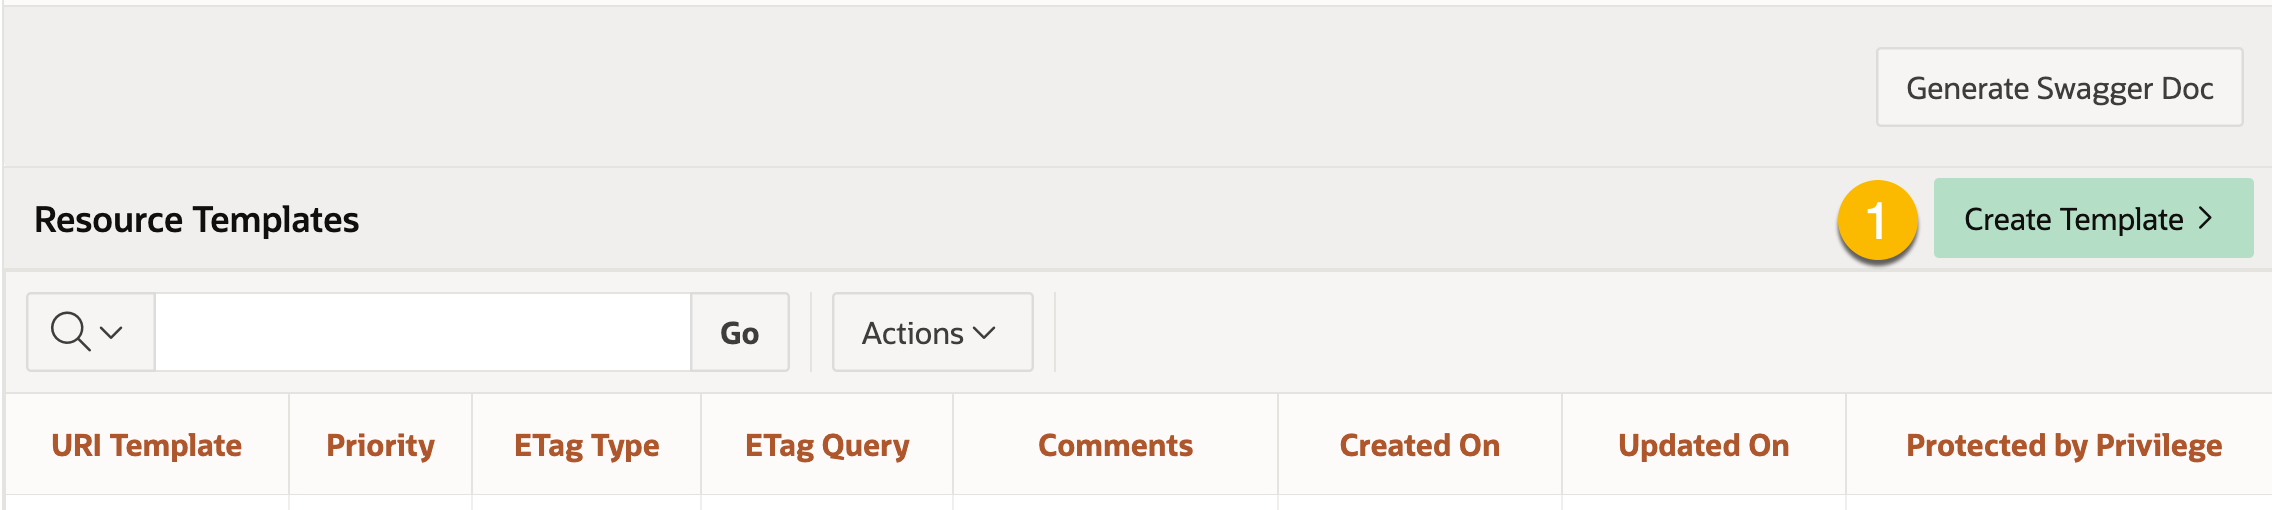 Generate Swagger Doc
Resource Templates
1
Create Template
Go
Actions
URI Template
Priority
ETag Type
ETag Query
Comments
Created On
Updated On
Protected by Privilege